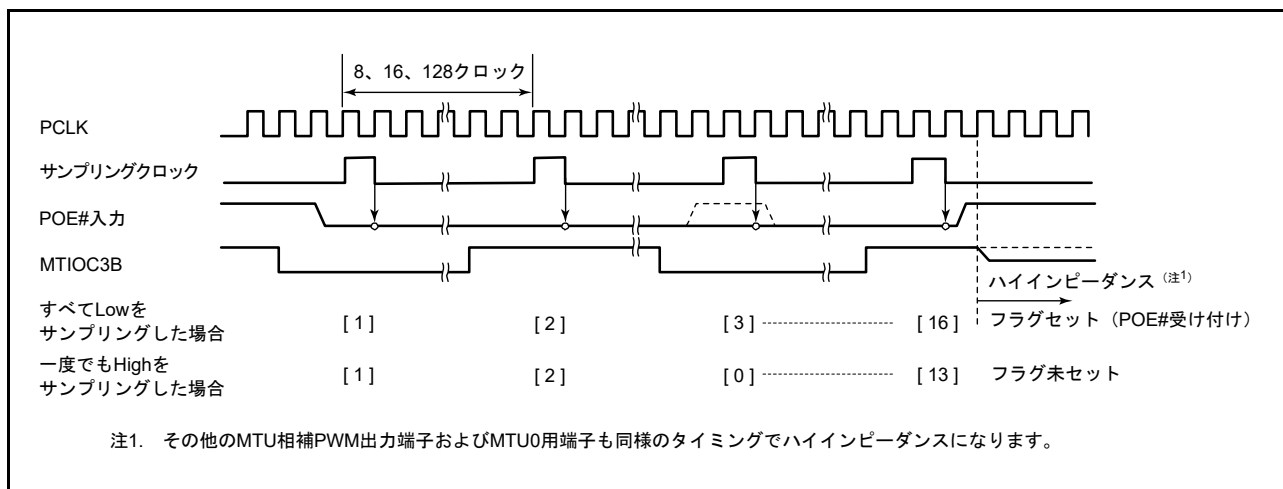 8、16、128クロック
PCLK
サンプリングクロック
POE#入力
MTIOC3B
ハイインピーダンス（注1）
すべてLowを
サンプリングした場合
[ 1 ] [ 2 ] [ 3 ] [ 16 ] フラグセット（POE#受け付け）
一度でもHighを
サンプリングした場合
[ 1 ] [ 2 ] [ 0 ] [ 13 ] フラグ未セット
注1. その他のMTU相補PWM出力端子およびMTU0用端子も同様のタイミングでハイインピーダンスになります。